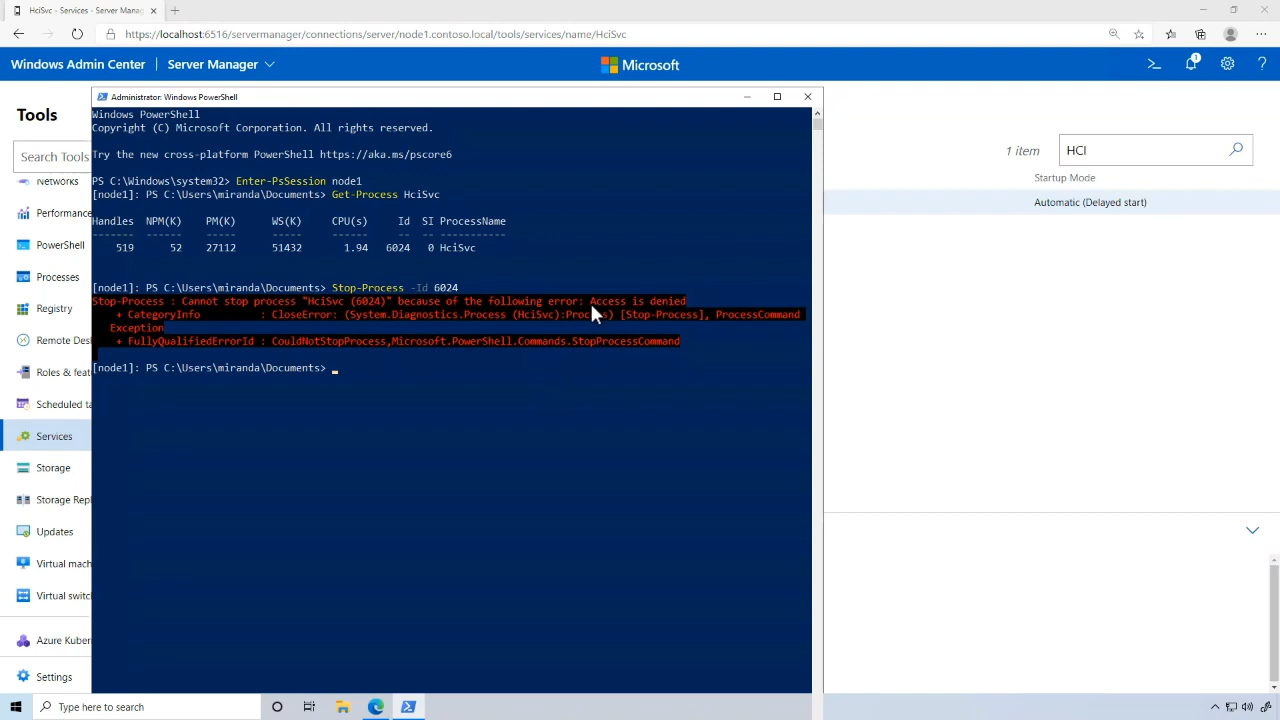 HciSvc - Services - Server Manag
https://localhost:6516/servermanager/connections/server/node1.contoso.local/tools/services/name/HciSvc
Windows Admin Center | Server Manager
Microsoft
1
?
Tools
Search Tools
networks
Performance
PowerShell
Processes
Registry
Remote Des
Roles & feat
Scheduled ta
Services
Storage
Storage Repl
Updates
Virtual mach
Virtual switc
Azure Kuber
Settings
Administrator: Windows PowerShell
Windows PowerShell
Copyright (C) Microsoft Corporation. All rights reserved.
Try the new cross-platform PowerShell https://aka.ms/pscore6
PS C:\Windows\system32> Enter-PsSession node1
[node1]: PS C:\Users\miranda\Documents> Get-Process HciSvc
Handles NPM(K) PM(K) WS(K) CPU(s) Id SI ProcessName
------- ------ ----- ----- ------ -- -- -----------
519 52 27112 51432 1.94 6024 0 HciSvc
[node1]: PS C:\Users\miranda\Documents> Stop-Process -Id 6024
Stop-Process : Cannot stop process "HciSvc (6024)" because of the following error: Access is denied
+ CategoryInfo : CloseError: (System.Diagnostics.Process (HciSvc):Process) [Stop-Process], ProcessCommand
Exception
+ FullyQualifiedErrorId : CouldNotStopProcess,Microsoft.PowerShell.Commands.StopProcessCommand
[node1]: PS C:\Users\miranda\Documents>
1 item
HCI
Startup Mode
Automatic (Delayed start)
Type here to search